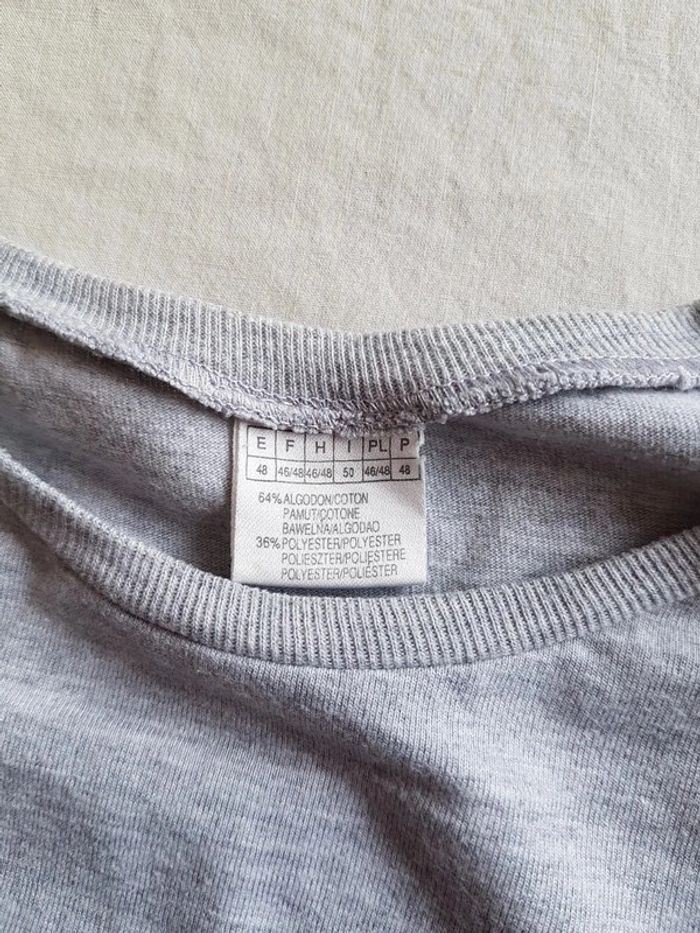 E F H I PL P
48 46/48 46/48 50 46/48 48
64% ALGODON/COTON
PAMUT/COTONE
BAWELNA/ALGODAO
36% POLYESTER/POLYESTER
POLIESZTER/POLIESTERE
POLYESTER/POLIÉSTER